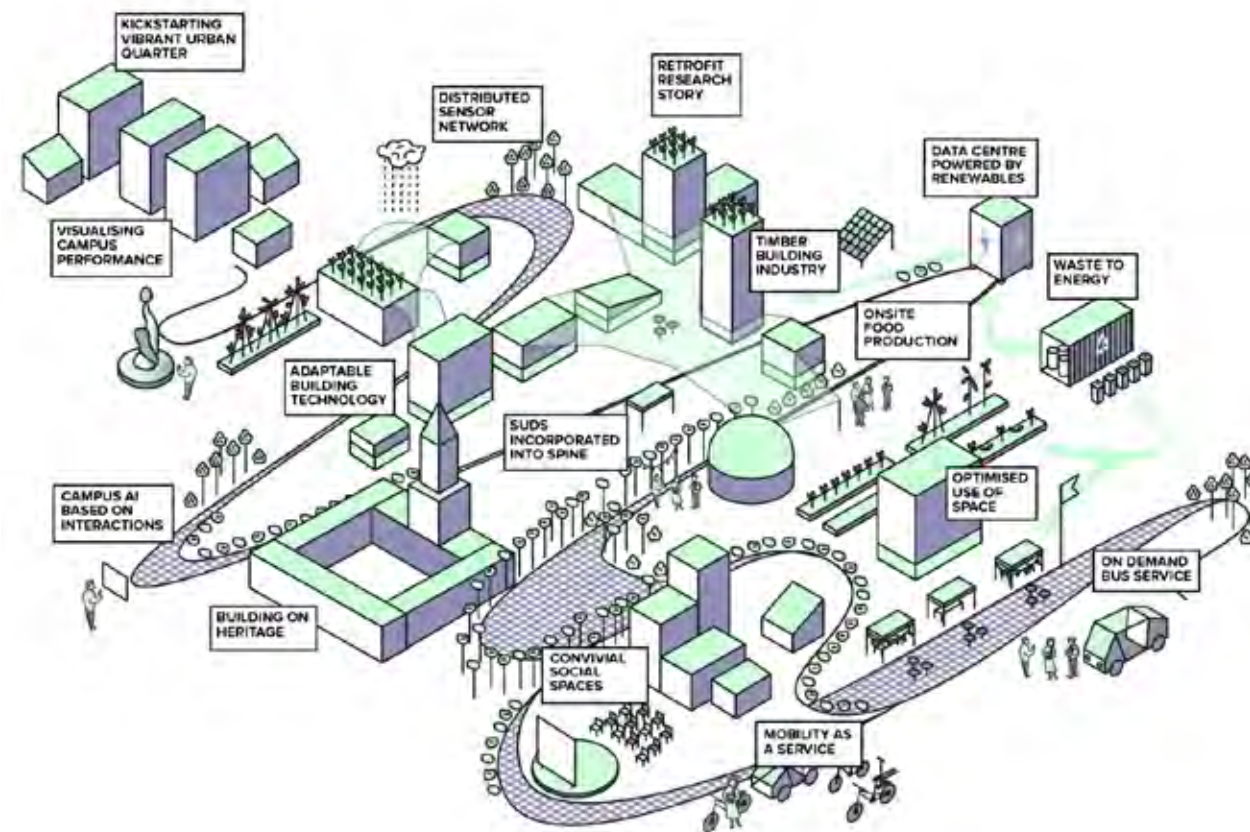 KICKSTARTING
VIBRANT URBAN
QUARTER
RETROFIT
RESEARCH
STORY
DISTRIBUTED
SENSOR
NETWORK
DATA CENTRE
POWERED BY
RENEWABLES
VISUALISING
CAMPUS
PERFORMANCE
TIMBER
BUILDING
INDUSTRY
WASTE TO
ENERGY
ONSITE
FOOD
PRODUCTION
ADAPTABLE
BUILDING
TECHNOLOGY
SUDS
INCORPORATED
INTO SPINE
OPTIMISED
USE OF
SPACE
CAMPUS AI
BASED ON
INTERACTIONS
ON DEMAND
BUS SERVICE
BUILDING ON
HERITAGE
CONVIVIAL
SOCIAL
SPACES
MOBILITY AS
A SERVICE